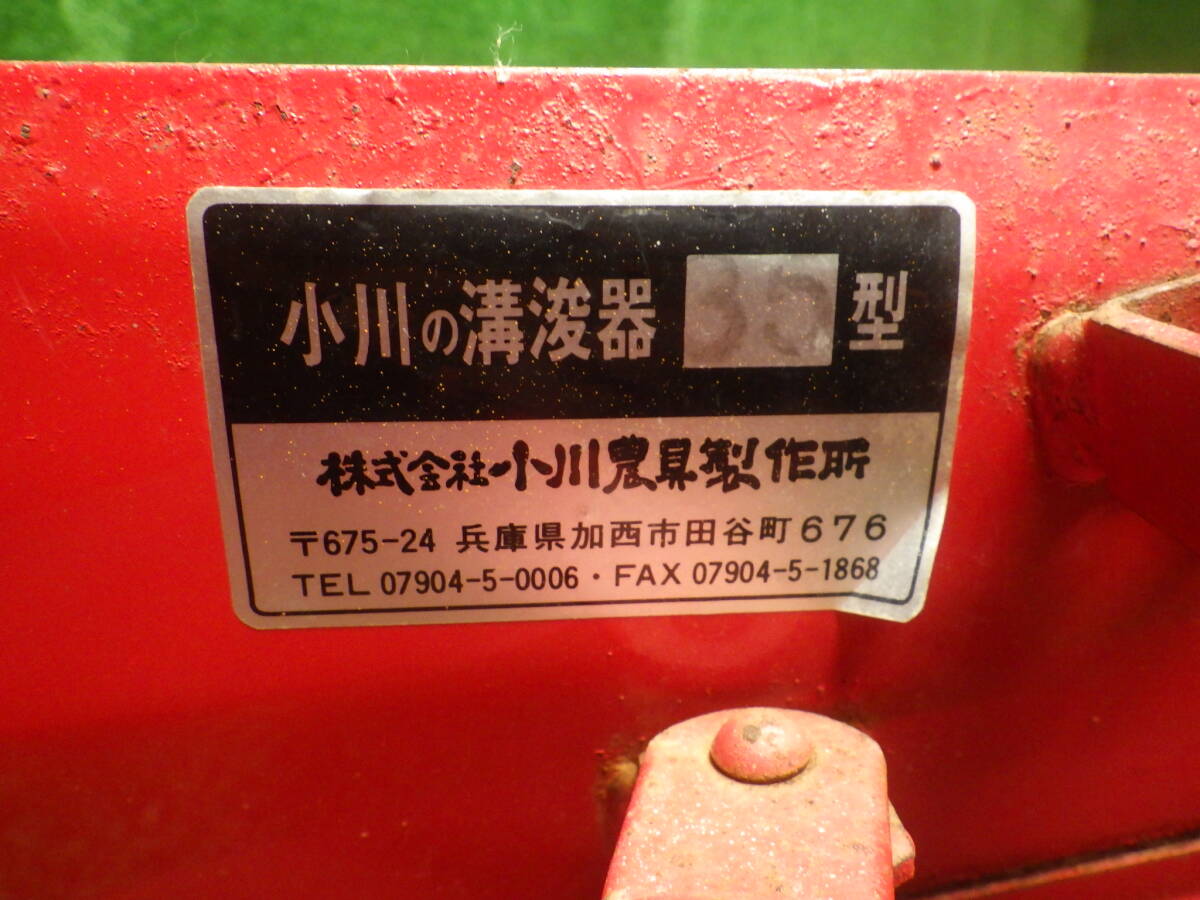 小川の溝浚器 35 型
株式会社小川農具製作所
〒675-24 兵庫県加西市田谷町676
TEL 07904-5-0006・FAX 07904-5-1868